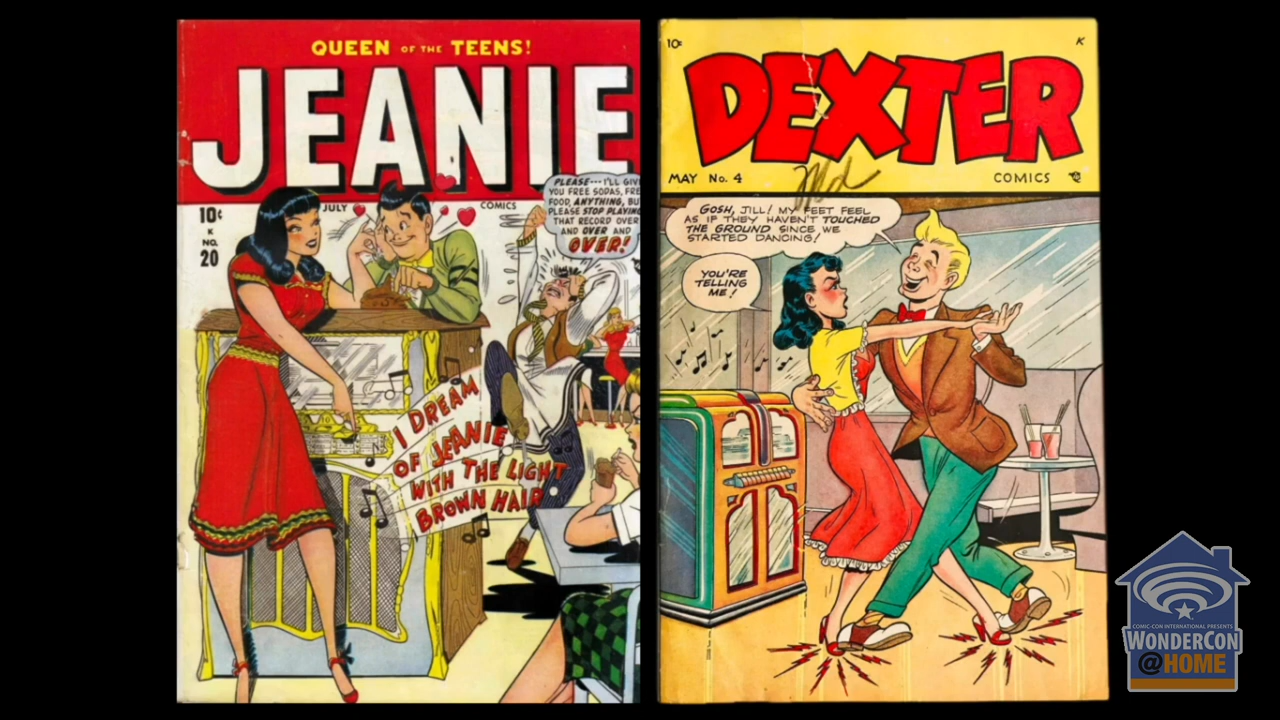 QUEEN OF THE TEENS!
JEANIE
10¢
K
NO.
20
JULY
COMICS
PLEASE---I'LL GIVE
YOU FREE SODAS, FREE
FOOD, ANYTHING, BU
PLEASE STOP PLAYING
THAT RECORD OVER
AND OVER AND
OVER!
I DREAM
OF JEANIE
WITH THE LIGHT
BROWN HAIR
10¢
K
DEXTER
MAY No. 4
COMICS
GOSH, JILL! MY FEET FEEL
AS IF THEY HAVEN'T TOUCHED
THE GROUND SINCE WE
STARTED DANCING!
YOU'RE
TELLING
ME!
COMIC-CON INTERNATIONAL PRESENTS
WONDERCON
@HOME